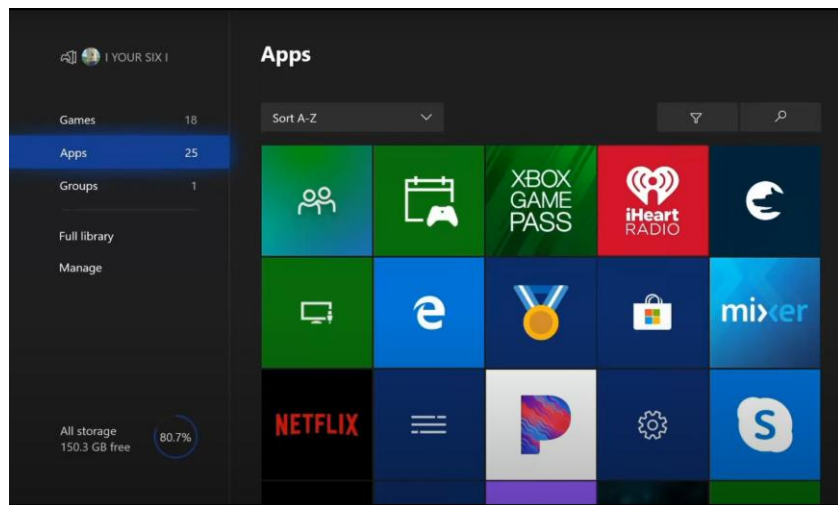 I YOUR SIX I
Games 18
Apps 25
Groups 1
Full library
Manage
All storage
150.3 GB free
80.7%
Apps
Sort A-Z
XBOX
GAME
PASS
iHeart
RADIO
mixer
NETFLIX